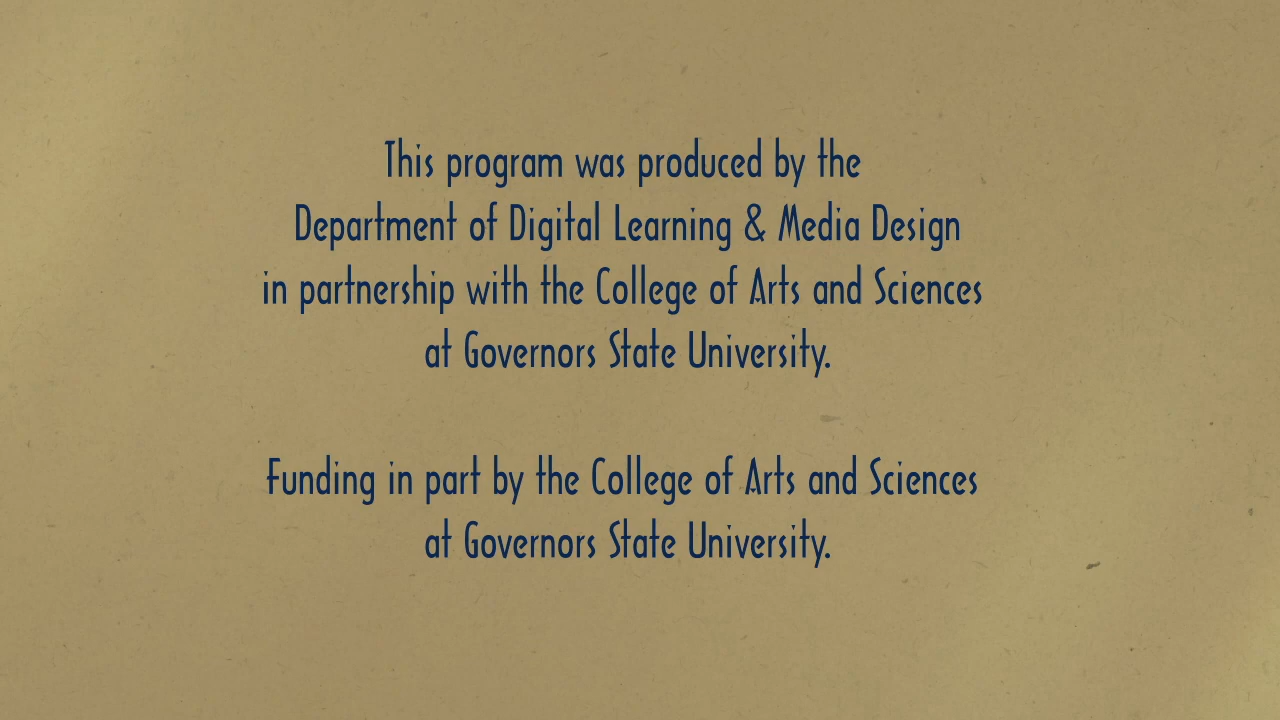 This program was produced by the
Department of Digital Learning & Media Design
in partnership with the College of Arts and Sciences
at Governors State University.
Funding in part by the College of Arts and Sciences
at Governors State University.